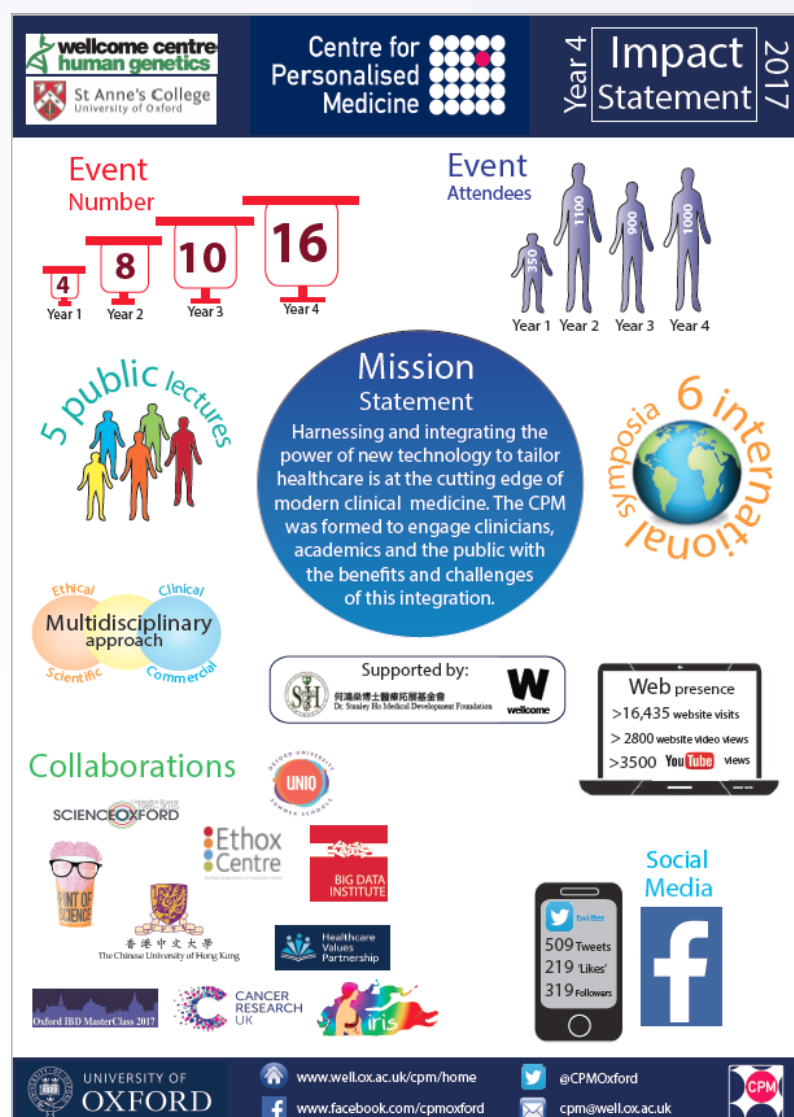 wellcome centre
human genetics
St Anne's College
University of Oxford
Centre for
Personalised
Medicine
Year 4
Impact
Statement
2017
Event
Number
4
8
10
16
Year 1
Year 2
Year 3
Year 4
Event
Attendees
350
1100
900
1000
Year 1
Year 2
Year 3
Year 4
5 public lectures
Mission
Statement
Harnessing and integrating the
power of new technology to tailor
healthcare is at the cutting edge of
modern clinical medicine. The CPM
was formed to engage clinicians,
academics and the public with
the benefits and challenges
of this integration.
6 international
symposia
Ethical
Clinical
Multidisciplinary
approach
Scientific
Commercial
Supported by:
SH
何鴻燊博士醫療拓展基金會
Dr. Stanley Ho Medical Development Foundation
W
wellcome
Web presence
>16,435 website visits
> 2800 website video views
>3500 YouTube views
Collaborations
OXFORD UNIVERSITY
UNIQ
SUMMER SCHOOLS
SCIENCEOXFORD
PINT OF
SCIENCE
Ethox
Centre
BIG DATA
INSTITUTE
香港中文大學
The Chinese University of Hong Kong
Healthcare
Values
Partnership
Oxford IBD MasterClass 2017
CANCER
RESEARCH
UK
iris
Social
Media
twitter
509 Tweets
219 'Likes'
319 Followers
f
UNIVERSITY OF
OXFORD
www.well.ox.ac.uk/cpm/home
www.facebook.com/cpmoxford
@CPMOxford
cpm@well.ox.ac.uk
CPM